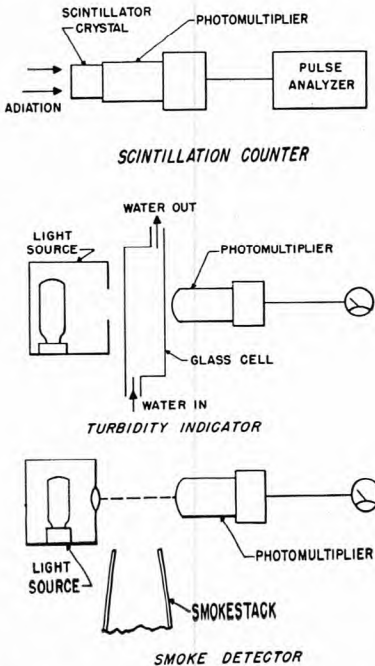 SCINTILLATOR
CRYSTAL
PHOTOMULTIPLIER
PULSE
ANALYZER
ADIATION
SCINTILLATION COUNTER
WATER OUT
LIGHT
SOURCE
PHOTOMULTIPLIER
GLASS CELL
WATER IN
TURBIDITY INDICATOR
PHOTOMULTIPLIER
LIGHT
SOURCE
SMOKESTACK
SMOKE DETECTOR